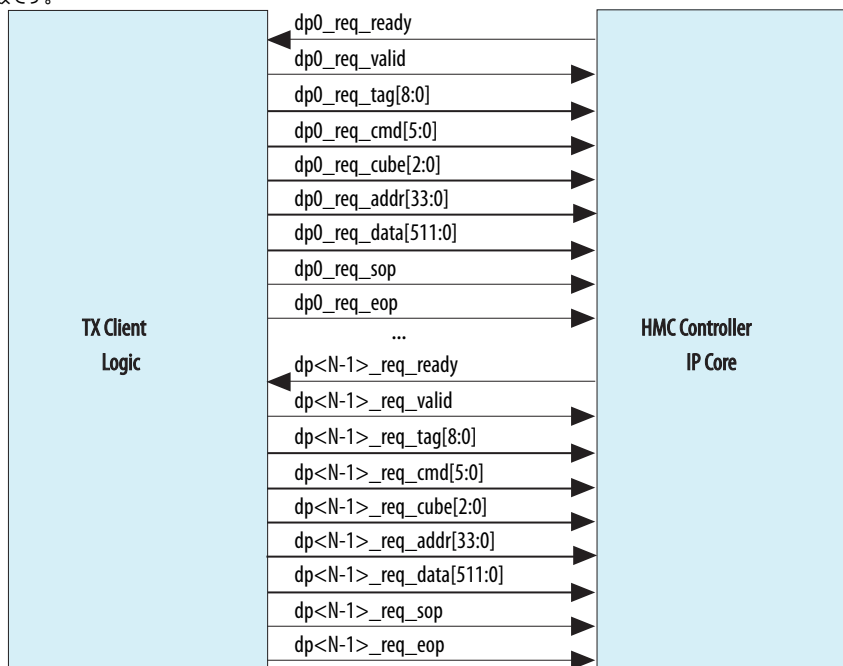 です。
dp0_req_ready
dp0_req_valid
dp0_req_tag[8:0]
dp0_req_cmd[5:0]
dp0_req_cube[2:0]
dp0_req_addr[33:0]
dp0_req_data[511:0]
dp0_req_sop
dp0_req_eop
...
TX Client
Logic
HMC Controller
IP Core
dp<N-1>_req_ready
dp<N-1>_req_valid
dp<N-1>_req_tag[8:0]
dp<N-1>_req_cmd[5:0]
dp<N-1>_req_cube[2:0]
dp<N-1>_req_addr[33:0]
dp<N-1>_req_data[511:0]
dp<N-1>_req_sop
dp<N-1>_req_eop